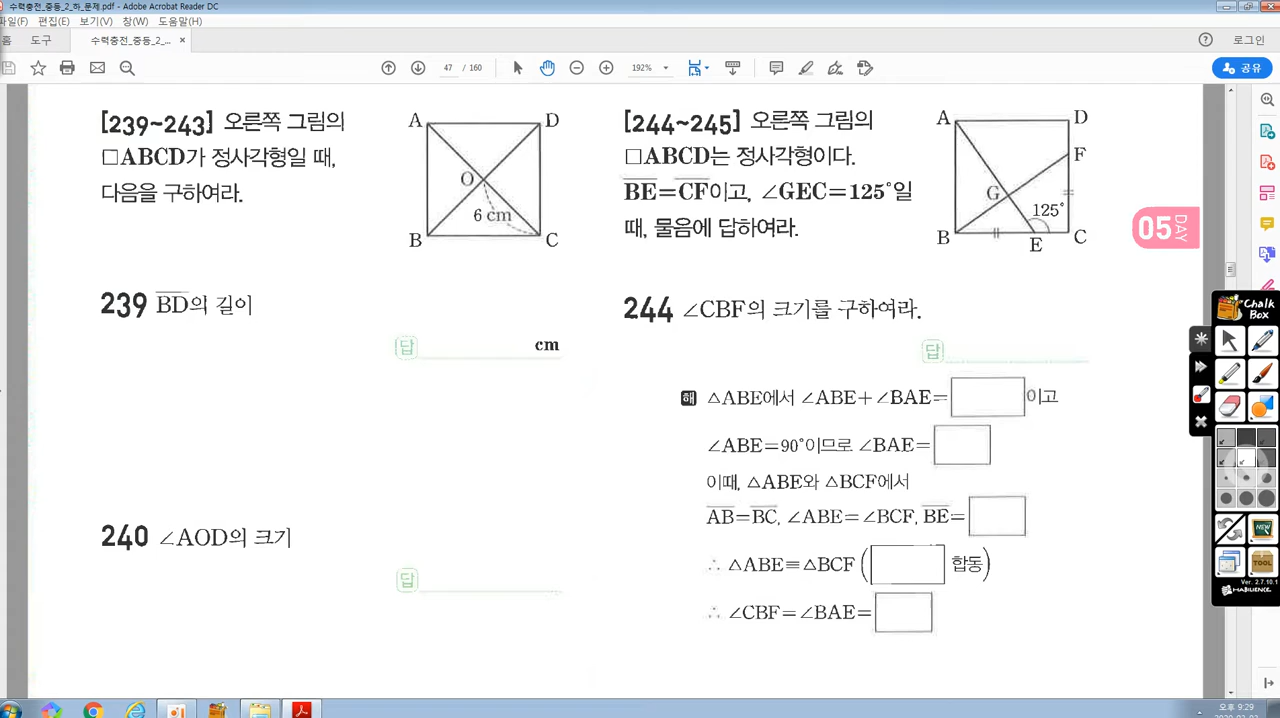 수력충전_중등_2_하_문제.pdf - Adobe Acrobat Reader DC
파일(F) 편집(E) 보기(V) 창(W) 도움말(H)
홈 도구 수력충전_중등_2_... × 로그인
47 / 160 192% 공유
[239~243] 오른쪽 그림의
□ABCD가 정사각형일 때,
다음을 구하여라.
A D
O
6 cm
B C
239 BD의 길이
답 cm
240 ∠AOD의 크기
답
[244~245] 오른쪽 그림의
□ABCD는 정사각형이다.
BE=CF이고, ∠GEC=125°일
때, 물음에 답하여라.
A D
F
G
125°
B E C
05 DAY
244 ∠CBF의 크기를 구하여라.
답
해 △ABE에서 ∠ABE+∠BAE= 이고
∠ABE=90°이므로 ∠BAE=
이때, △ABE와 △BCF에서
AB=BC, ∠ABE=∠BCF, BE=
∴ △ABE≡△BCF ( 합동)
∴ ∠CBF=∠BAE=
Chalk
Box
NEW
TOOL
Ver. 2.7.10.1
MABILIENCE.
오후 9:29